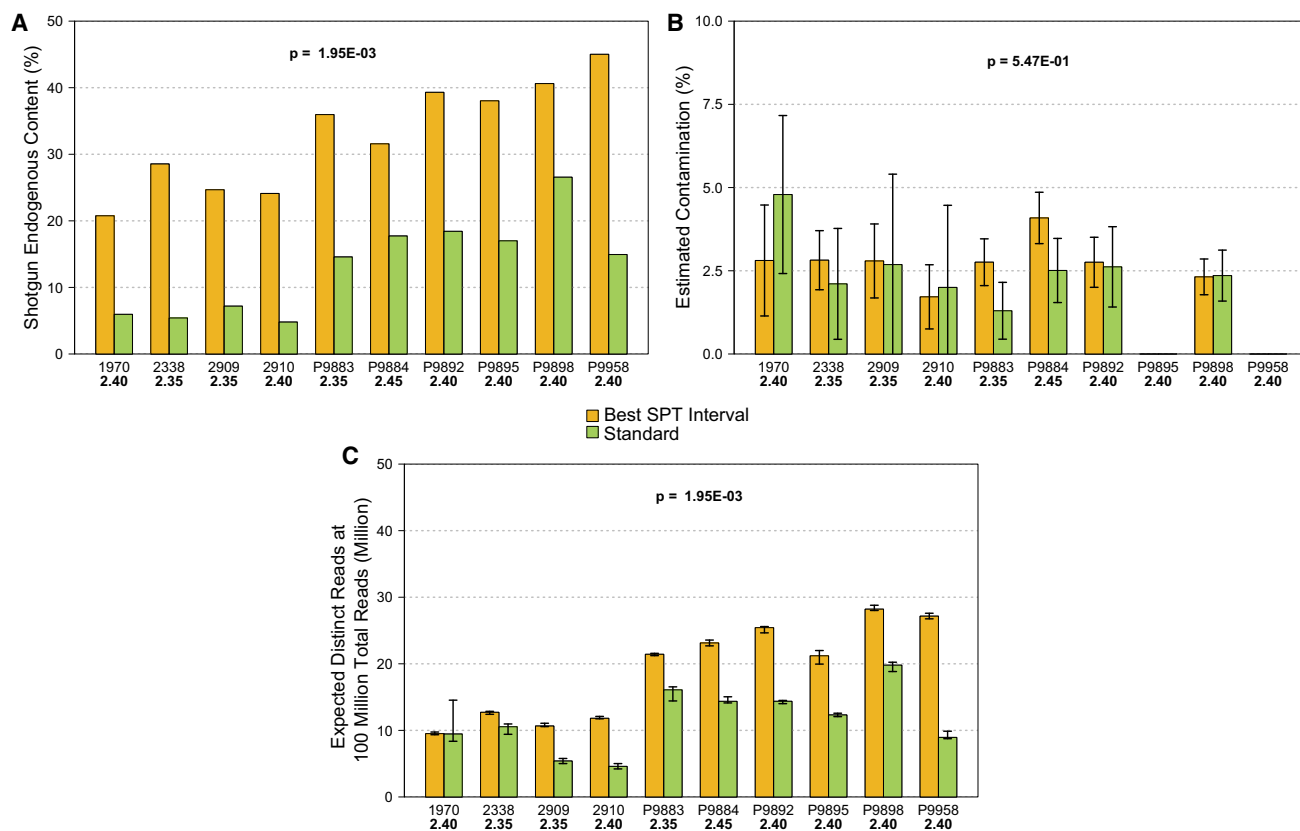 A
Shotgun Endogenous Content (%)
50
40
30
20
10
0
p = 1.95E-03
1970 2338 2909 2910 P9883 P9884 P9892 P9895 P9898 P9958
2.40 2.35 2.35 2.40 2.35 2.45 2.40 2.40 2.40 2.40
B
Estimated Contamination (%)
10.0
7.5
5.0
2.5
0.0
p = 5.47E-01
1970 2338 2909 2910 P9883 P9884 P9892 P9895 P9898 P9958
2.40 2.35 2.35 2.40 2.35 2.45 2.40 2.40 2.40 2.40
Best SPT Interval
Standard
C
Expected Distinct Reads at
100 Million Total Reads (Million)
50
40
30
20
10
0
p = 1.95E-03
1970 2338 2909 2910 P9883 P9884 P9892 P9895 P9898 P9958
2.40 2.35 2.35 2.40 2.35 2.45 2.40 2.40 2.40 2.40